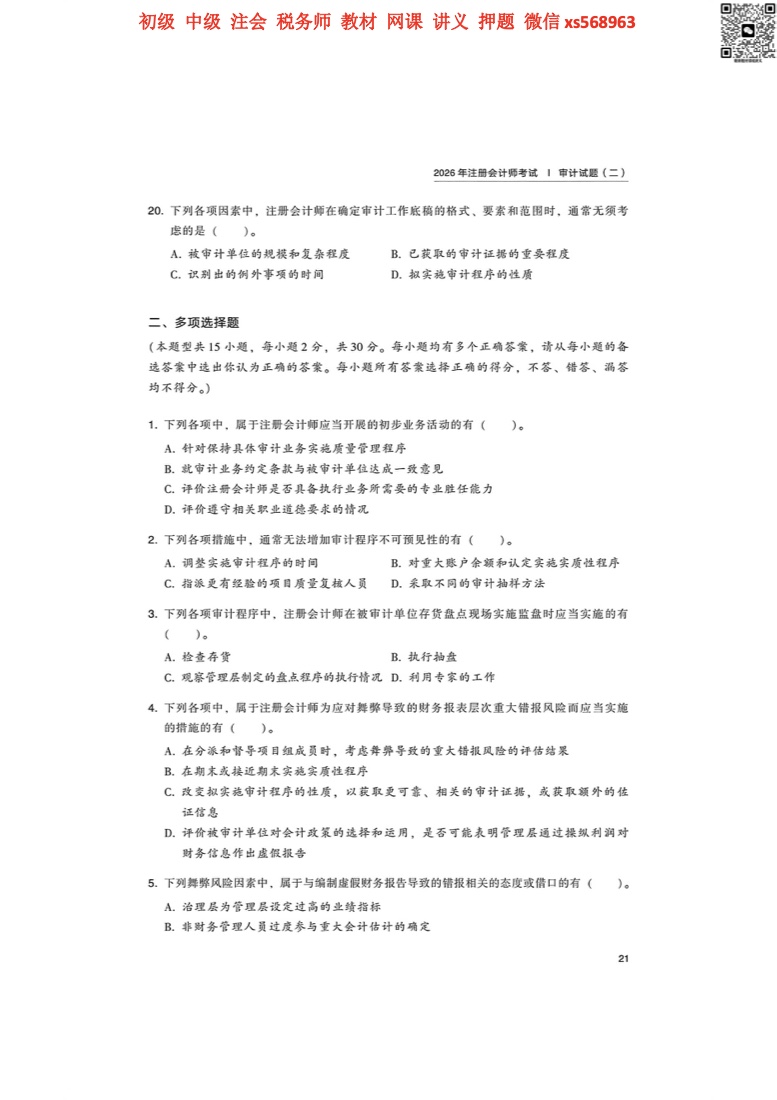 初级 中级 注会 税务师 教材 网课 讲义 押题 微信 xs568963
2026 年注册会计师考试 | 审计试题（二）
20. 下列各项因素中，注册会计师在确定审计工作底稿的格式、要素和范围时，通常无须考
虑的是（　　）。
A. 被审计单位的规模和复杂程度 B. 已获取的审计证据的重要程度
C. 识别出的例外事项的时间 D. 拟实施审计程序的性质
二、多项选择题
（本题型共 15 小题，每小题 2 分，共 30 分。每小题均有多个正确答案，请从每小题的备
选答案中选出你认为正确的答案。每小题所有答案选择正确的得分，不答、错答、漏答
均不得分。）
1. 下列各项中，属于注册会计师应当开展的初步业务活动的有（　　）。
A. 针对保持具体审计业务实施质量管理程序
B. 就审计业务约定条款与被审计单位达成一致意见
C. 评价注册会计师是否具备执行业务所需要的专业胜任能力
D. 评价遵守相关职业道德要求的情况
2. 下列各项措施中，通常无法增加审计程序不可预见性的有（　　）。
A. 调整实施审计程序的时间 B. 对重大账户余额和认定实施实质性程序
C. 指派更有经验的项目质量复核人员 D. 采取不同的审计抽样方法
3. 下列各项审计程序中，注册会计师在被审计单位存货盘点现场实施监盘时应当实施的有
（　　）。
A. 检查存货 B. 执行抽盘
C. 观察管理层制定的盘点程序的执行情况 D. 利用专家的工作
4. 下列各项中，属于注册会计师为应对舞弊导致的财务报表层次重大错报风险而应当实施
的措施的有（　　）。
A. 在分派和督导项目组成员时，考虑舞弊导致的重大错报风险的评估结果
B. 在期末或接近期末实施实质性程序
C. 改变拟实施审计程序的性质，以获取更可靠、相关的审计证据，或获取额外的佐
证信息
D. 评价被审计单位对会计政策的选择和运用，是否可能表明管理层通过操纵利润对
财务信息作出虚假报告
5. 下列舞弊风险因素中，属于与编制虚假财务报告导致的错报相关的态度或借口的有（　　）。
A. 治理层为管理层设定过高的业绩指标
B. 非财务管理人员过度参与重大会计估计的确定
21